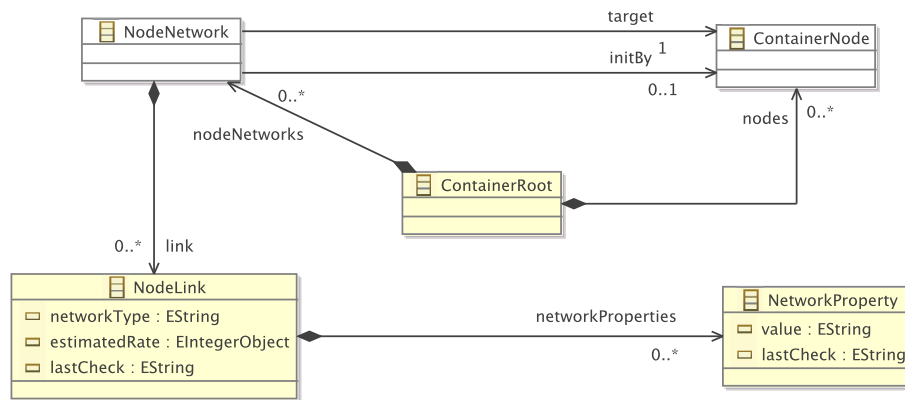 target
NodeNetwork
ContainerNode
initBy
1
0..*
0..1
nodes
0..*
nodeNetworks
ContainerRoot
0..*
link
NodeLink
NetworkProperty
networkType : EString
networkProperties
value : EString
estimatedRate : EIntegerObject
0..*
lastCheck : EString
lastCheck : EString